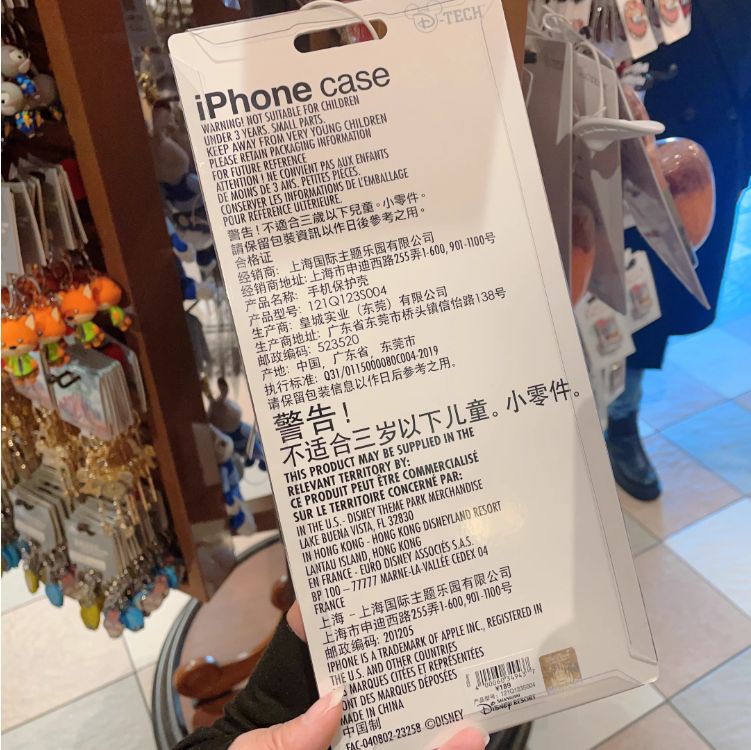 D-TECH
iPhone case
WARNING! NOT SUITABLE FOR CHILDREN
UNDER 3 YEARS. SMALL PARTS.
KEEP AWAY FROM VERY YOUNG CHILDREN
PLEASE RETAIN PACKAGING INFORMATION
FOR FUTURE REFERENCE
ATTENTION ! NE CONVIENT PAS AUX ENFANTS
DE MOINS DE 3 ANS. PETITES PIÈCES.
CONSERVER LES INFORMATIONS DE L'EMBALLAGE
POUR REFERENCE ULTÉRIEURE.
警告!不適合三歲以下兒童。小零件。
請保留包裝資訊以作日後參考之用。
合格证
经销商: 上海国际主题乐园有限公司
经销商地址:上海市申迪西路255弄1-600, 901-1100号
产品名称: 手机保护壳
产品型号: 121Q1235004
生产商: 皇城实业(东莞)有限公司
生产商地址: 广东省东莞市桥头镇信怡路138号
邮政编码: 523520
产地: 中国,广东省,东莞市
执行标准: Q31/0115000080C004-2019
请保留包装信息以作日后参考之用。
警告!
不适合三岁以下儿童。小零件。
THIS PRODUCT MAY BE SUPPLIED IN THE
RELEVANT TERRITORY BY:
CE PRODUIT PEUT ÊTRE COMMERCIALISÉ
SUR LE TERRITOIRE CONCERNÉ PAR:
IN THE U.S. - DISNEY THEME PARK MERCHANDISE
LAKE BUENA VISTA, FL 32830
IN HONG KONG - HONG KONG DISNEYLAND RESORT
LANTAU ISLAND, HONG KONG
EN FRANCE - EURO DISNEY ASSOCIÉS S.A.S.
BP 100 – 77777 MARNE-LA-VALLÉE CEDEX 04
FRANCE
上海 - 上海国际主题乐园有限公司
上海市申迪西路255弄1-600, 901-1100号
邮政编码: 201205
IPHONE IS A TRADEMARK OF APPLE INC., REGISTERED IN
THE U.S. AND OTHER COUNTRIES
MARQUES CITÉES ET REPRÉSENTÉES
SONT DES MARQUES DÉPOSÉES
MADE IN CHINA
中国制
FAC-040802-23258 ©DISNEY
¥189
产品型号: 121Q1235004
SHANGHAI
DISNEY RESORT